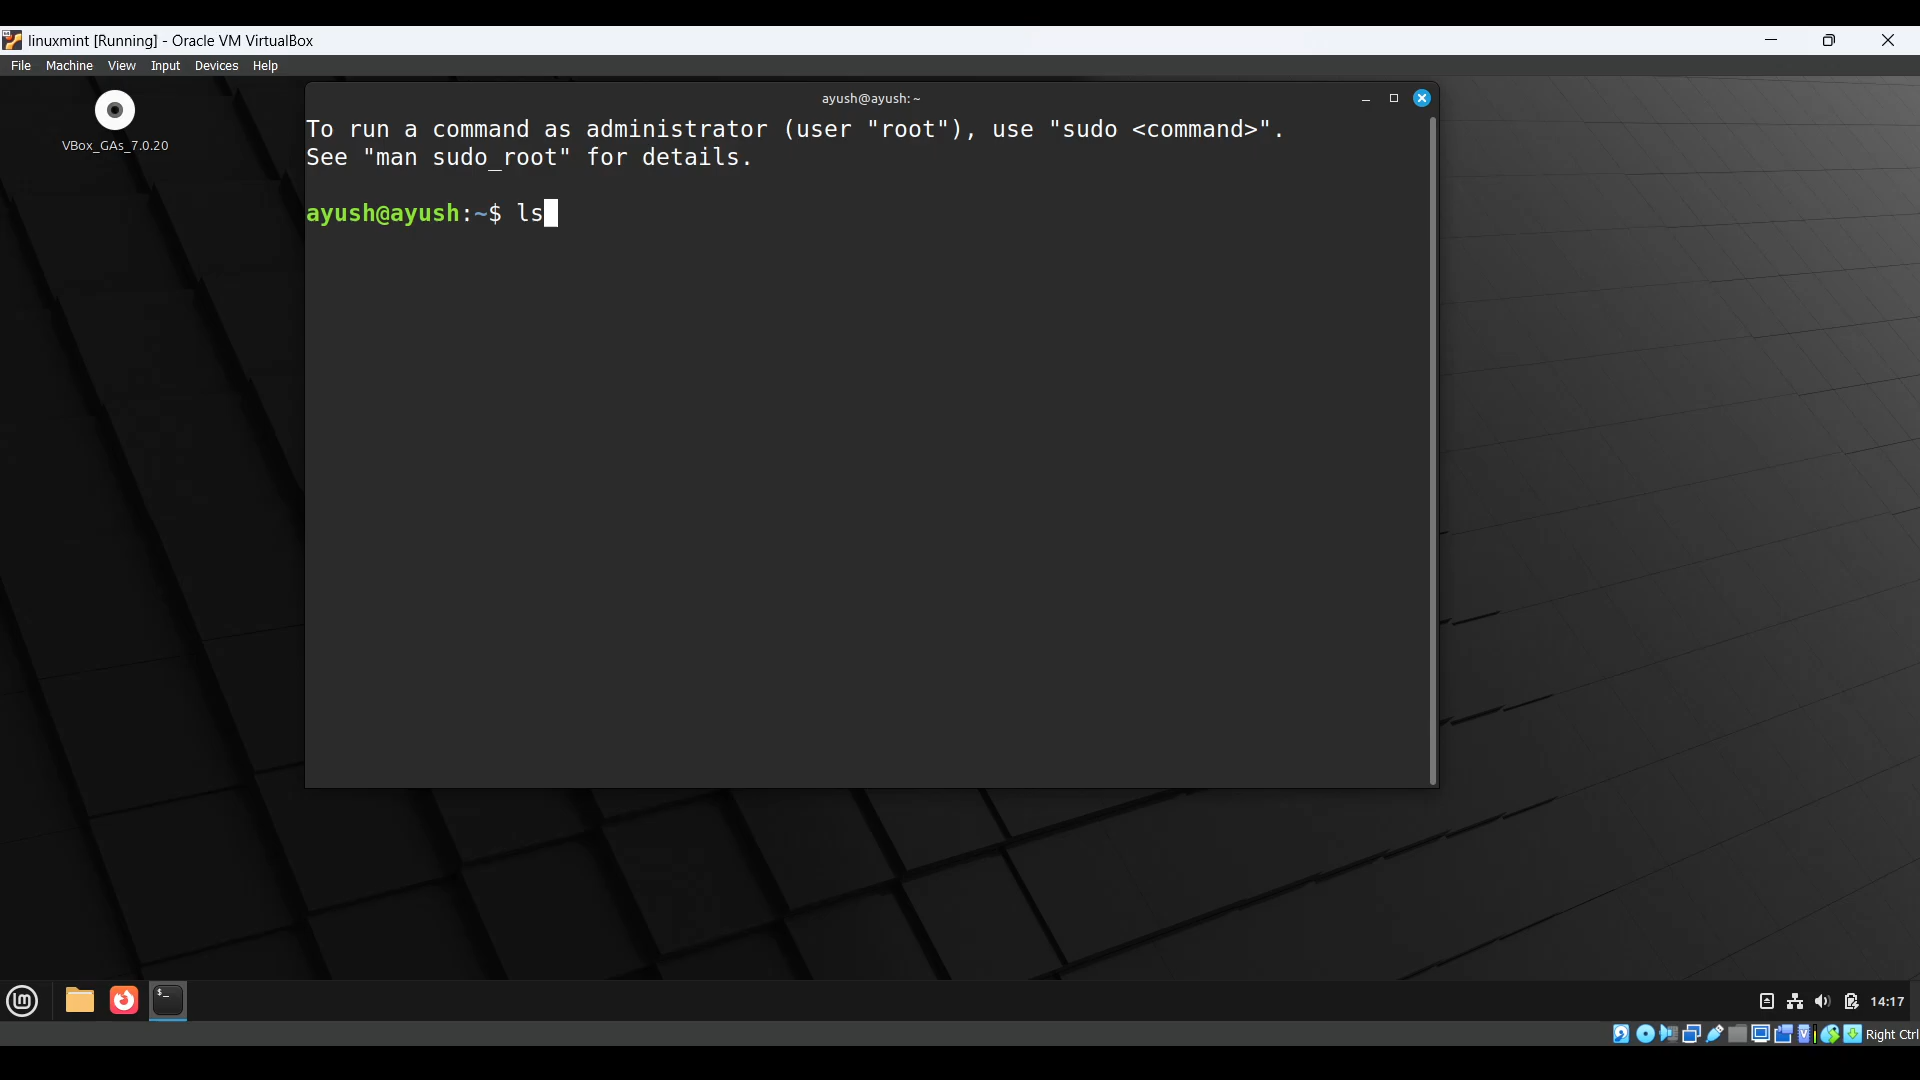 linuxmint [Running] - Oracle VM VirtualBox
File Machine View Input Devices Help
VBox_GAs_7.0.20
ayush@ayush: ~
To run a command as administrator (user "root"), use "sudo <command>".
See "man sudo_root" for details.
ayush@ayush:~$ ls
$_
14:17
Right Ctrl